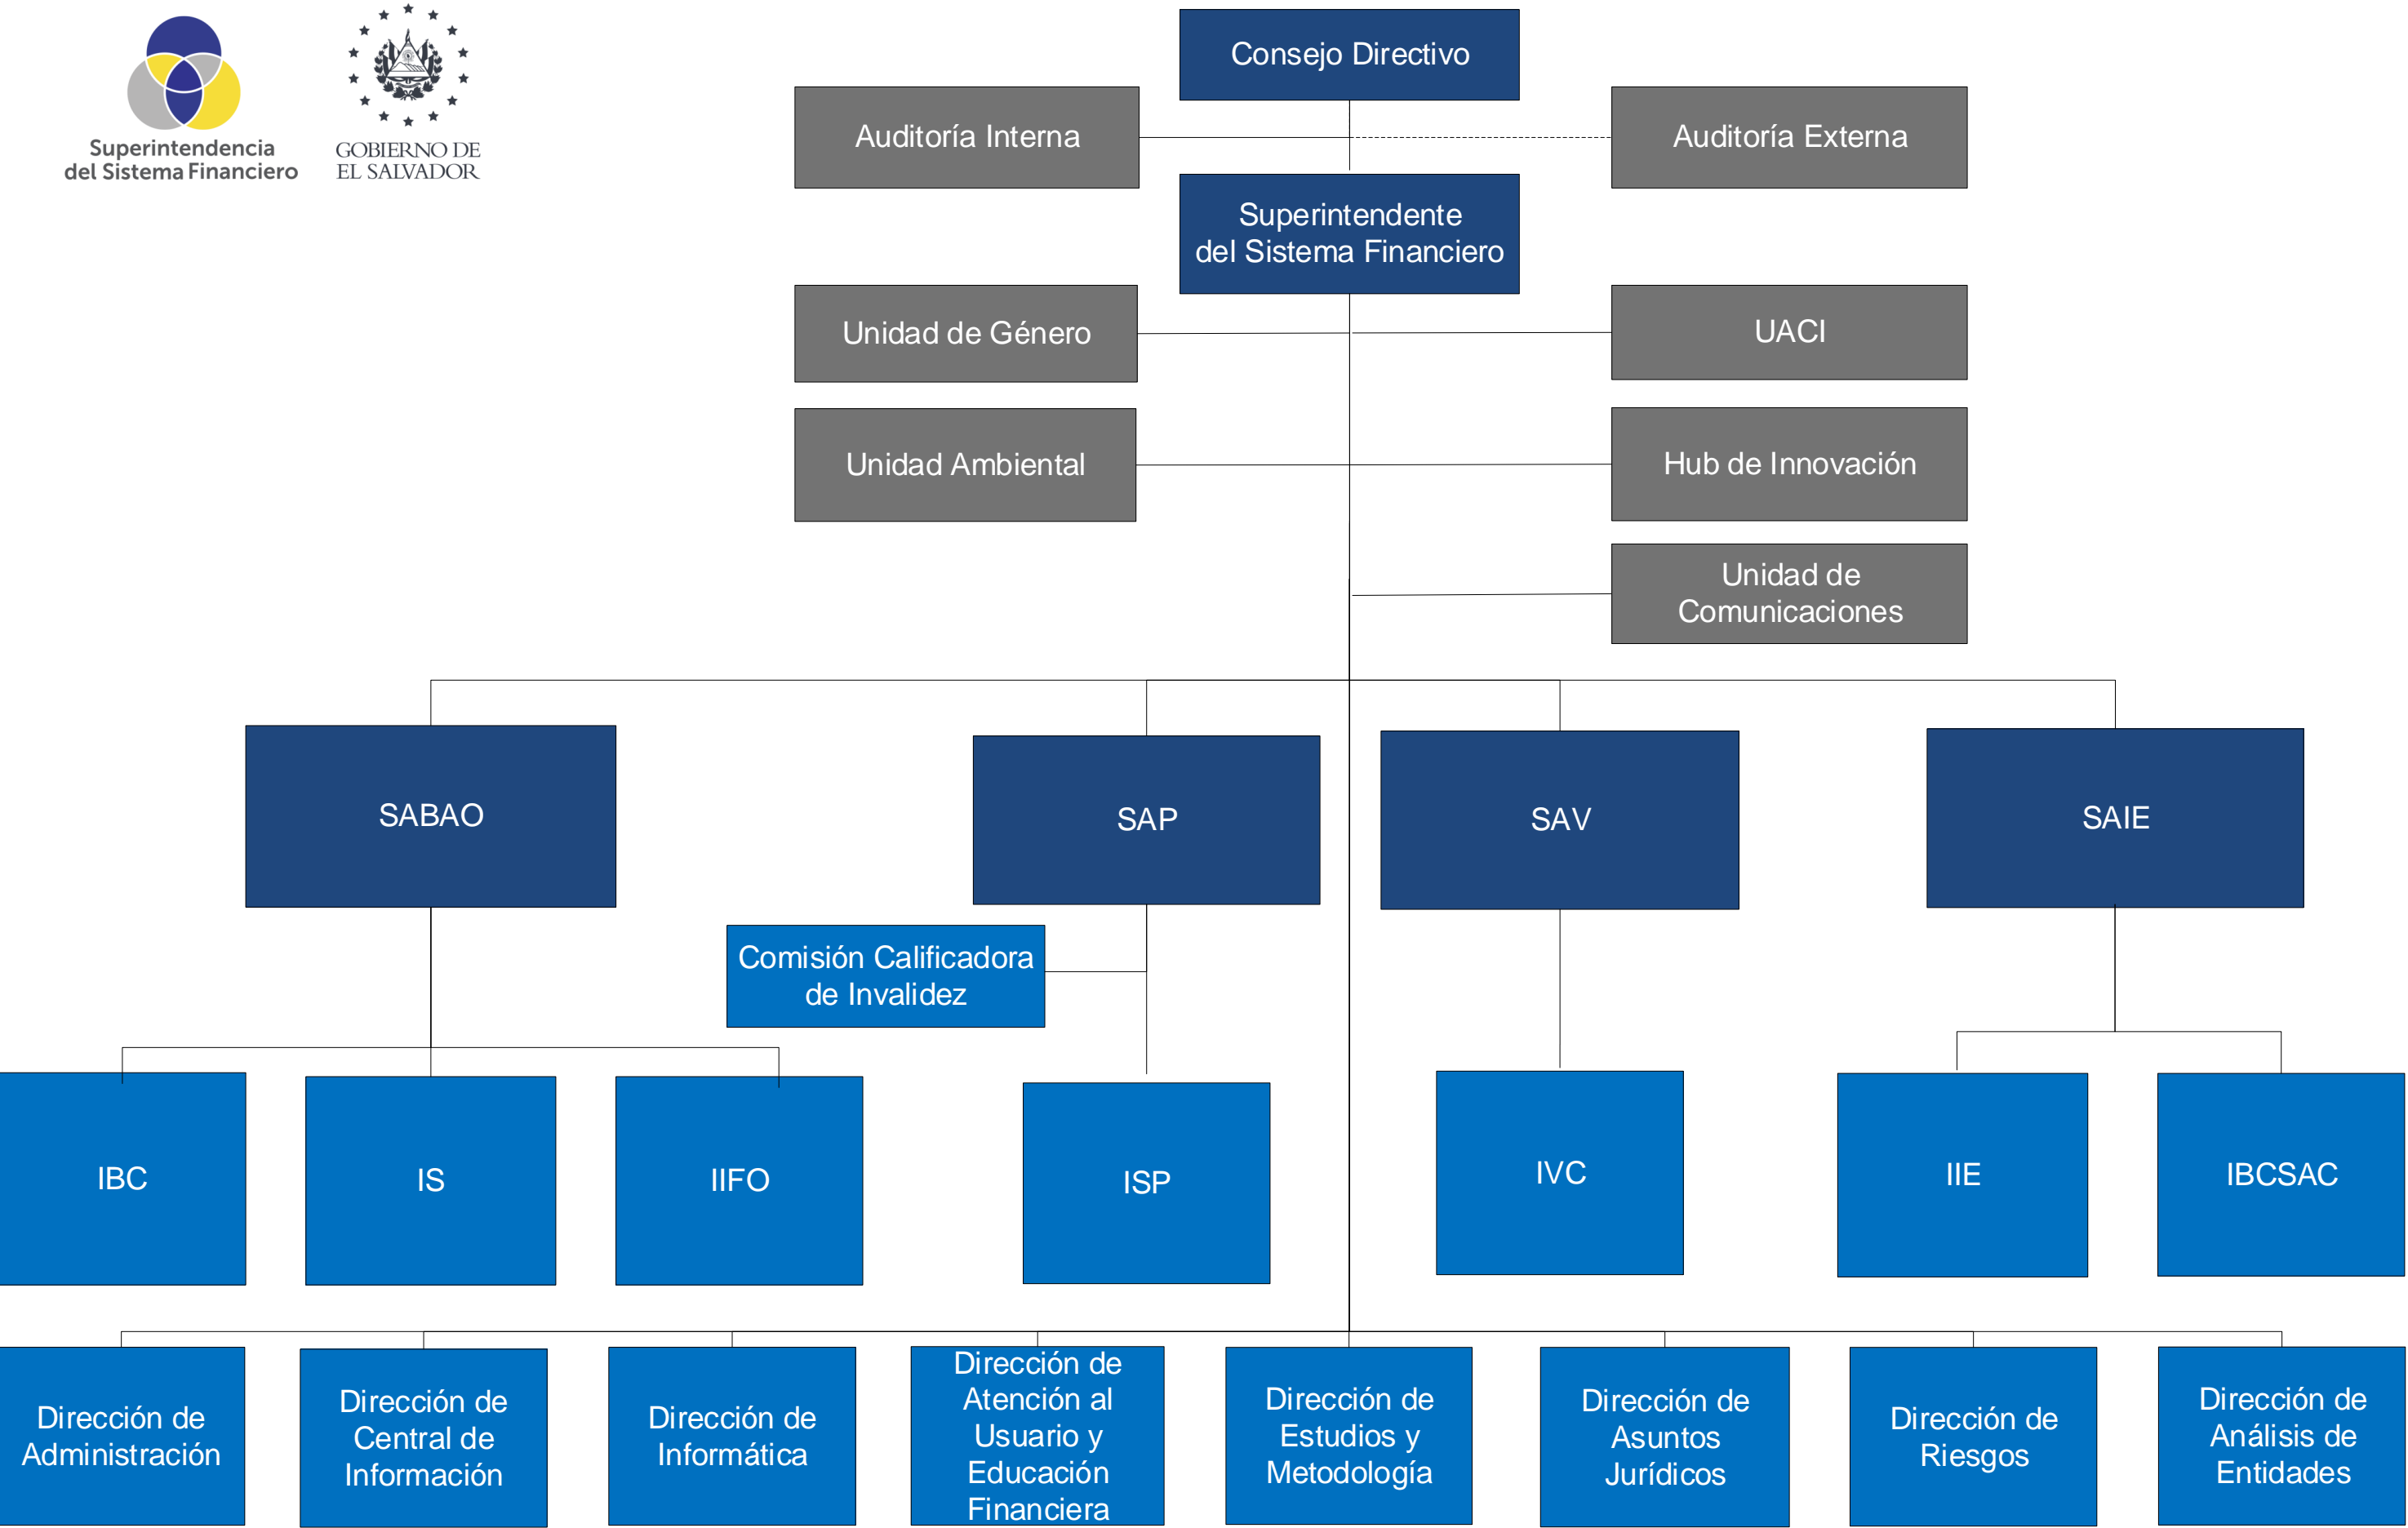 Superintendencia
del Sistema Financiero
GOBIERNO DE
EL SALVADOR
Consejo Directivo
Auditoría Interna
Auditoría Externa
Superintendente
del Sistema Financiero
Unidad de Género
UACI
Unidad Ambiental
Hub de Innovación
Unidad de
Comunicaciones
SABAO
SAP
SAV
SAIE
Comisión Calificadora
de Invalidez
IBC
IS
IIFO
ISP
IVC
IIE
IBCSAC
Dirección de
Administración
Dirección de
Central de
Información
Dirección de
Informática
Dirección de
Atención al
Usuario y
Educación
Financiera
Dirección de
Estudios y
Metodología
Dirección de
Asuntos
Jurídicos
Dirección de
Riesgos
Dirección de
Análisis de
Entidades